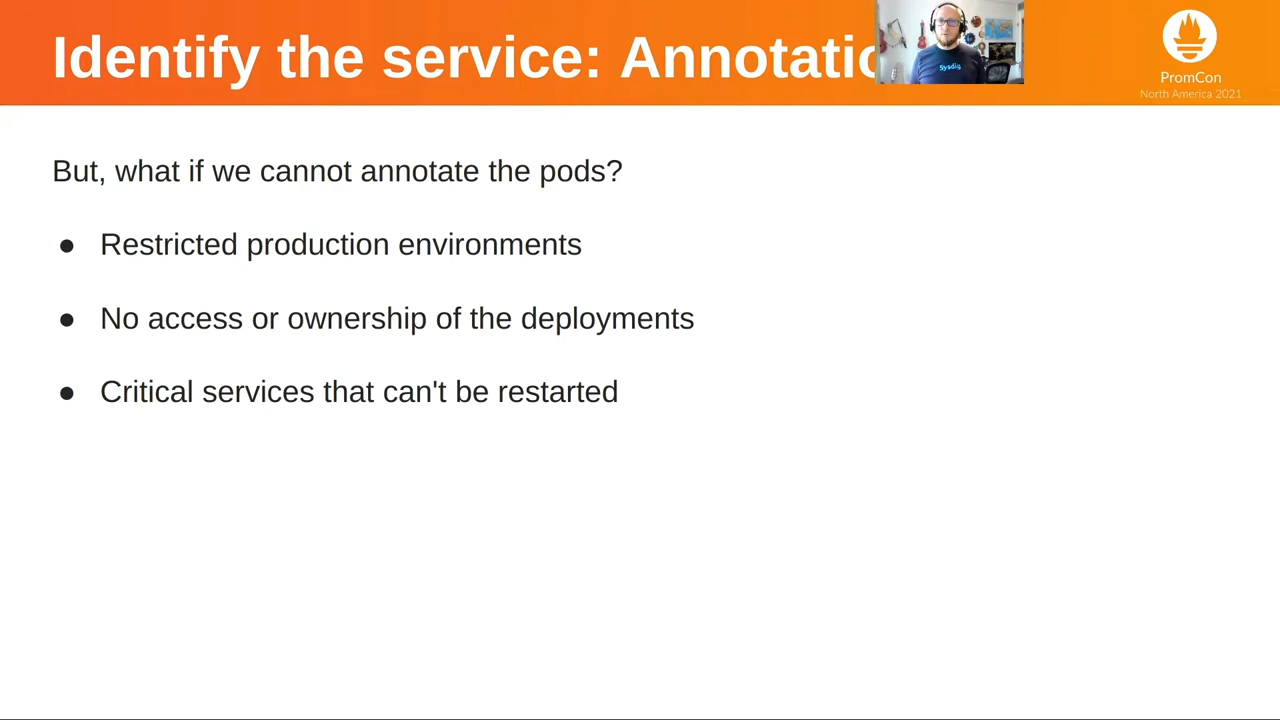 Identify the service: Annotatio
PromCon
North America 2021
sysdig
But, what if we cannot annotate the pods?
● Restricted production environments
● No access or ownership of the deployments
● Critical services that can't be restarted